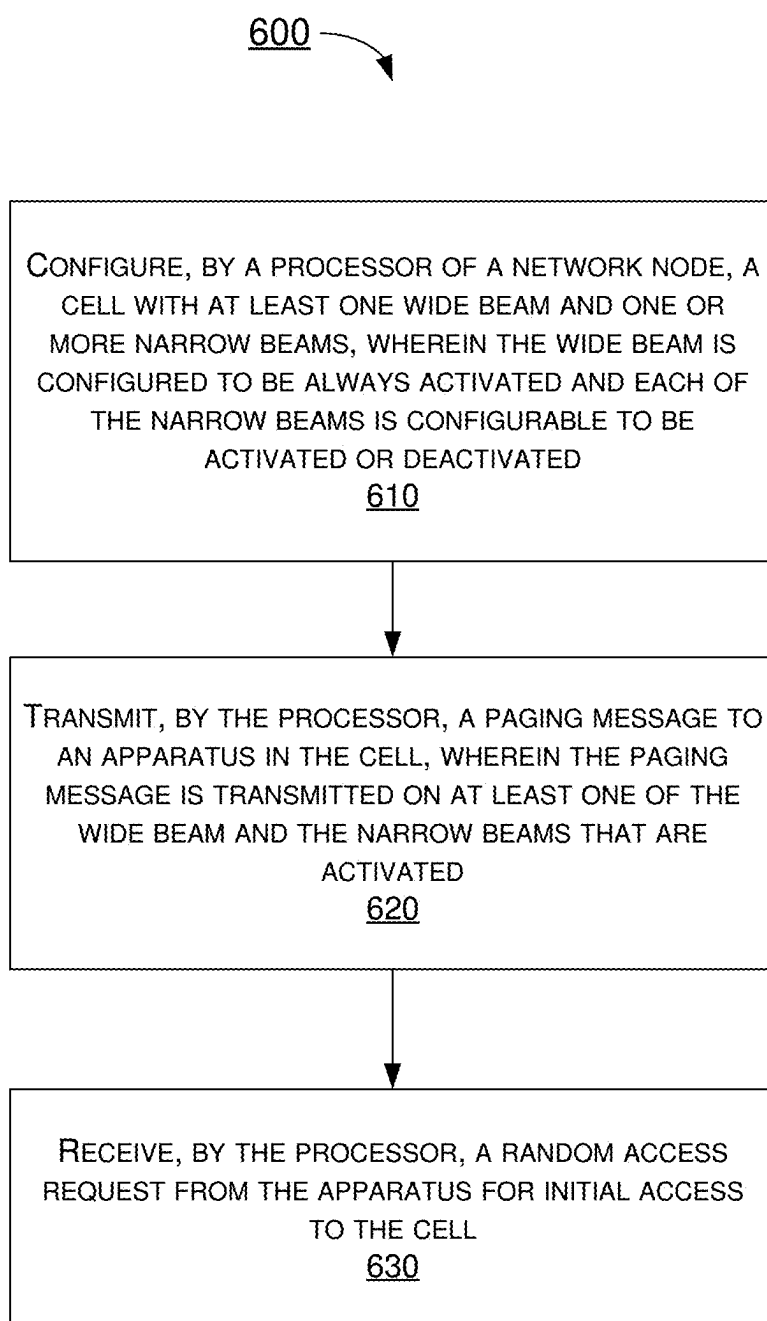 600
CONFIGURE, BY A PROCESSOR OF A NETWORK NODE, A
CELL WITH AT LEAST ONE WIDE BEAM AND ONE OR
MORE NARROW BEAMS, WHEREIN THE WIDE BEAM IS
CONFIGURED TO BE ALWAYS ACTIVATED AND EACH OF
THE NARROW BEAMS IS CONFIGURABLE TO BE
ACTIVATED OR DEACTIVATED
610
TRANSMIT, BY THE PROCESSOR, A PAGING MESSAGE TO
AN APPARATUS IN THE CELL, WHEREIN THE PAGING
MESSAGE IS TRANSMITTED ON AT LEAST ONE OF THE
WIDE BEAM AND THE NARROW BEAMS THAT ARE
ACTIVATED
620
RECEIVE, BY THE PROCESSOR, A RANDOM ACCESS
REQUEST FROM THE APPARATUS FOR INITIAL ACCESS
TO THE CELL
630